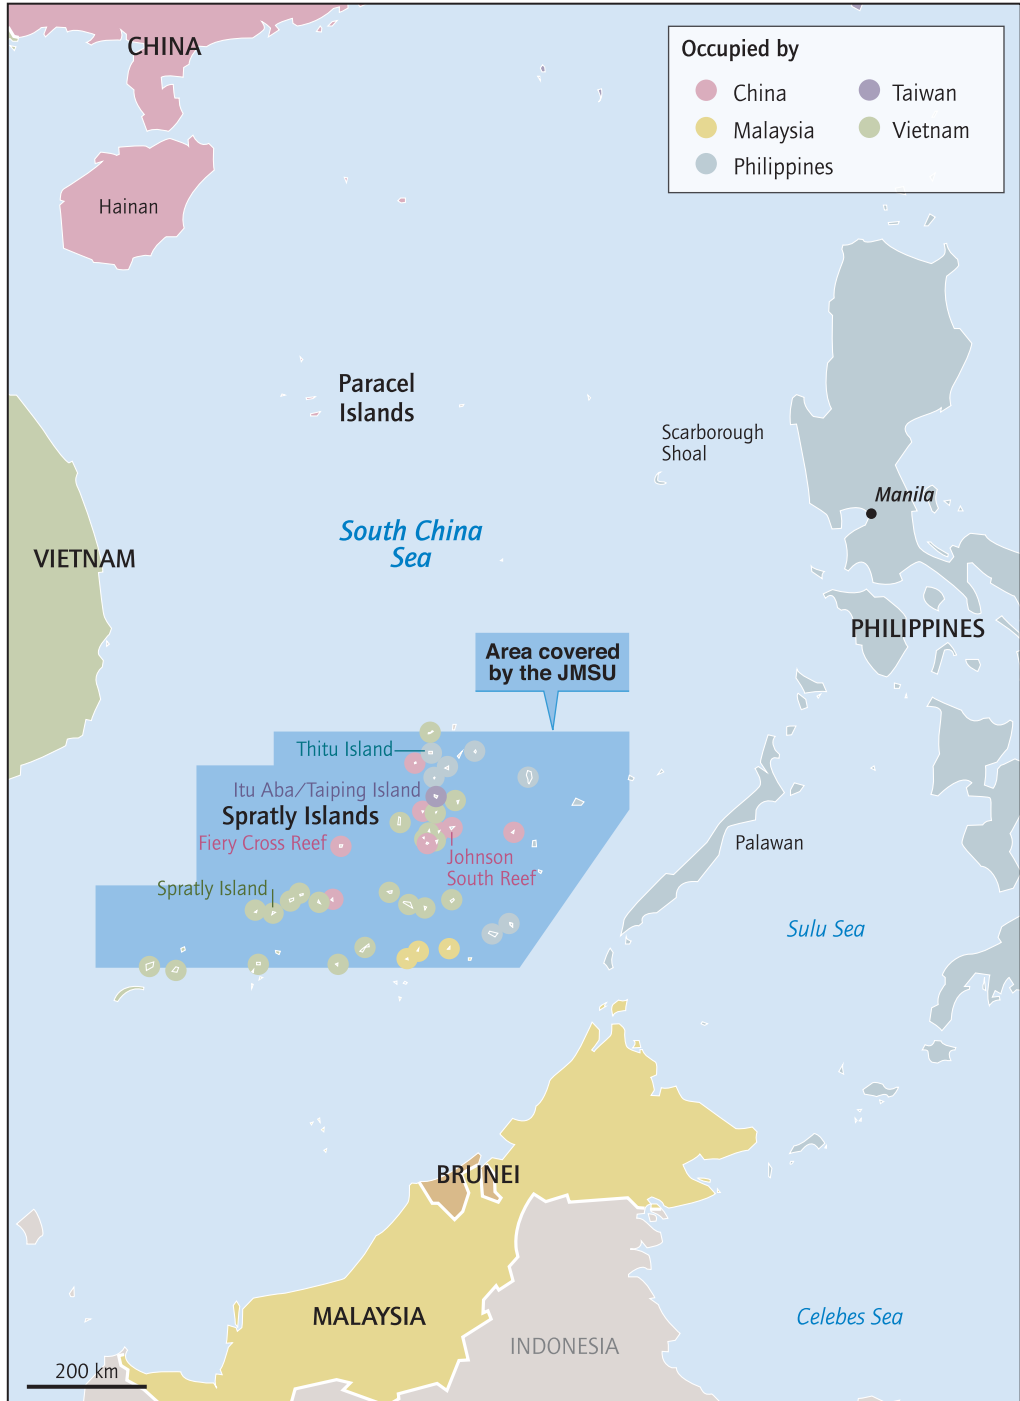 CHINA
Occupied by
China
Taiwan
Malaysia
Vietnam
Philippines
Hainan
Paracel
Islands
Scarborough
Shoal
Manila
South China
Sea
VIETNAM
PHILIPPINES
Area covered
by the JMSU
Thitu Island
Itu Aba/Taiping Island
Spratly Islands
Fiery Cross Reef
Johnson
South Reef
Palawan
Spratly Island
Sulu Sea
BRUNEI
MALAYSIA
Celebes Sea
INDONESIA
200 km